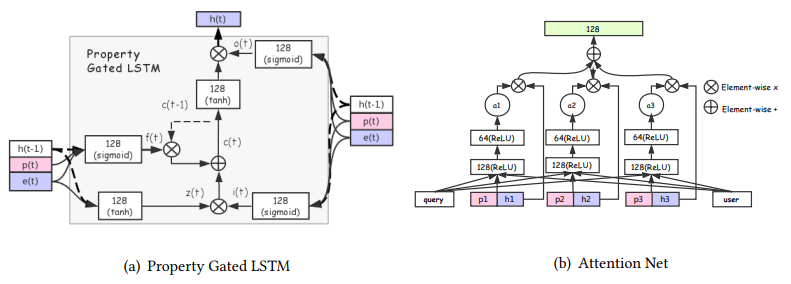 h(t)
Property
Gated LSTM
o(t)
128
(sigmoid)
128
(tanh)
c(t-1)
h(t-1)
p(t)
e(t)
h(t-1)
p(t)
e(t)
128
(sigmoid)
f(t)
c(t)
128
(tanh)
z(t)
i(t)
128
(sigmoid)
(a) Property Gated LSTM
128
Element-wise x
Element-wise +
a1
a2
a3
64(ReLU)
64(ReLU)
64(ReLU)
128(ReLU)
128(ReLU)
128(ReLU)
query
p1 h1
p2 h2
p3 h3
user
(b) Attention Net